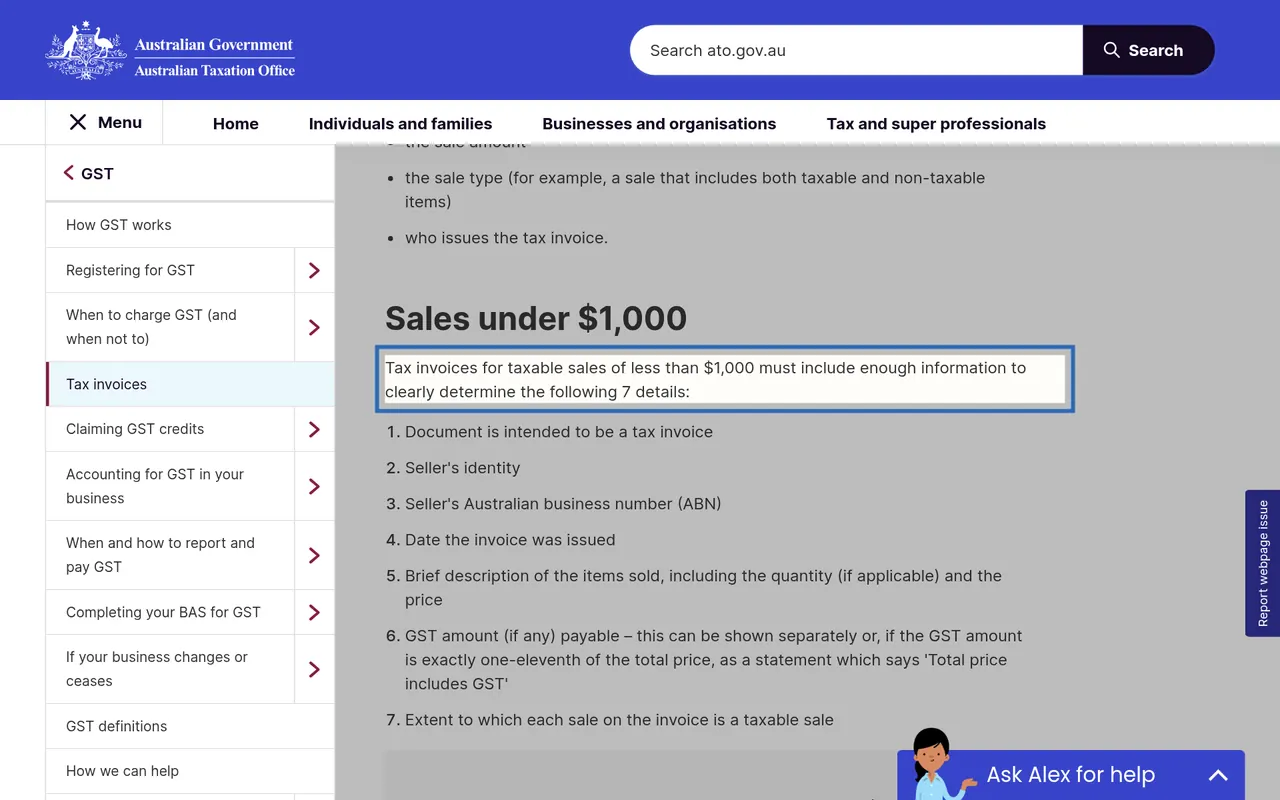 Australian Government
Australian Taxation Office
Search ato.gov.au
Search
Menu
Home
Individuals and families
Businesses and organisations
Tax and super professionals
GST
How GST works
Registering for GST
When to charge GST (and
when not to)
Tax invoices
Claiming GST credits
Accounting for GST in your
business
When and how to report and
pay GST
Completing your BAS for GST
If your business changes or
ceases
GST definitions
How we can help
• the sale amount
• the sale type (for example, a sale that includes both taxable and non-taxable
items)
• who issues the tax invoice.
Sales under $1,000
Tax invoices for taxable sales of less than $1,000 must include enough information to
clearly determine the following 7 details:
1. Document is intended to be a tax invoice
2. Seller's identity
3. Seller's Australian business number (ABN)
4. Date the invoice was issued
5. Brief description of the items sold, including the quantity (if applicable) and the
price
6. GST amount (if any) payable – this can be shown separately or, if the GST amount
is exactly one-eleventh of the total price, as a statement which says 'Total price
includes GST'
7. Extent to which each sale on the invoice is a taxable sale
Report webpage issue
Ask Alex for help